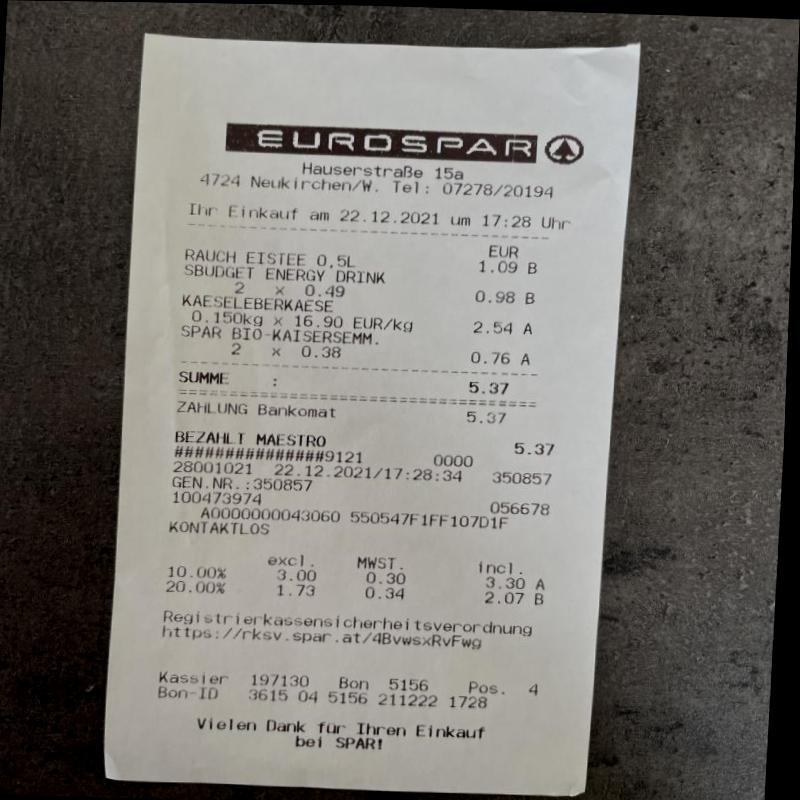 EUROSPAR
Hauserstraße 15a
4724 Neukirchen/W. Tel: 07278/20194
Ihr Einkauf am 22.12.2021 um 17:28 Uhr
EUR
RAUCH EISTEE 0,5L 1.09 B
SBUDGET ENERGY DRINK
2 x 0.49 0.98 B
KAESELEBERKAESE
0.150kg x 16.90 EUR/kg 2.54 A
SPAR BIO-KAISERSEMM.
2 x 0.38 0.76 A
SUMME : 5.37
ZAHLUNG Bankomat 5.37
BEZAHLT MAESTRO 5.37
##############9121 0000
28001021 22.12.2021/17:28:34 350857
GEN.NR.:350857
100473974 056678
A0000000043060 550547F1FF107D1F
KONTAKTLOS
excl. MWST. incl.
10.00% 3.00 0.30 3.30 A
20.00% 1.73 0.34 2.07 B
Registrierkassensicherheitsverordnung
https://rksv.spar.at/4BvwsxRvFwg
Kassier 197130 Bon 5156 Pos. 4
Bon-ID 3615 04 5156 211222 1728
Vielen Dank für Ihren Einkauf
bei SPAR!